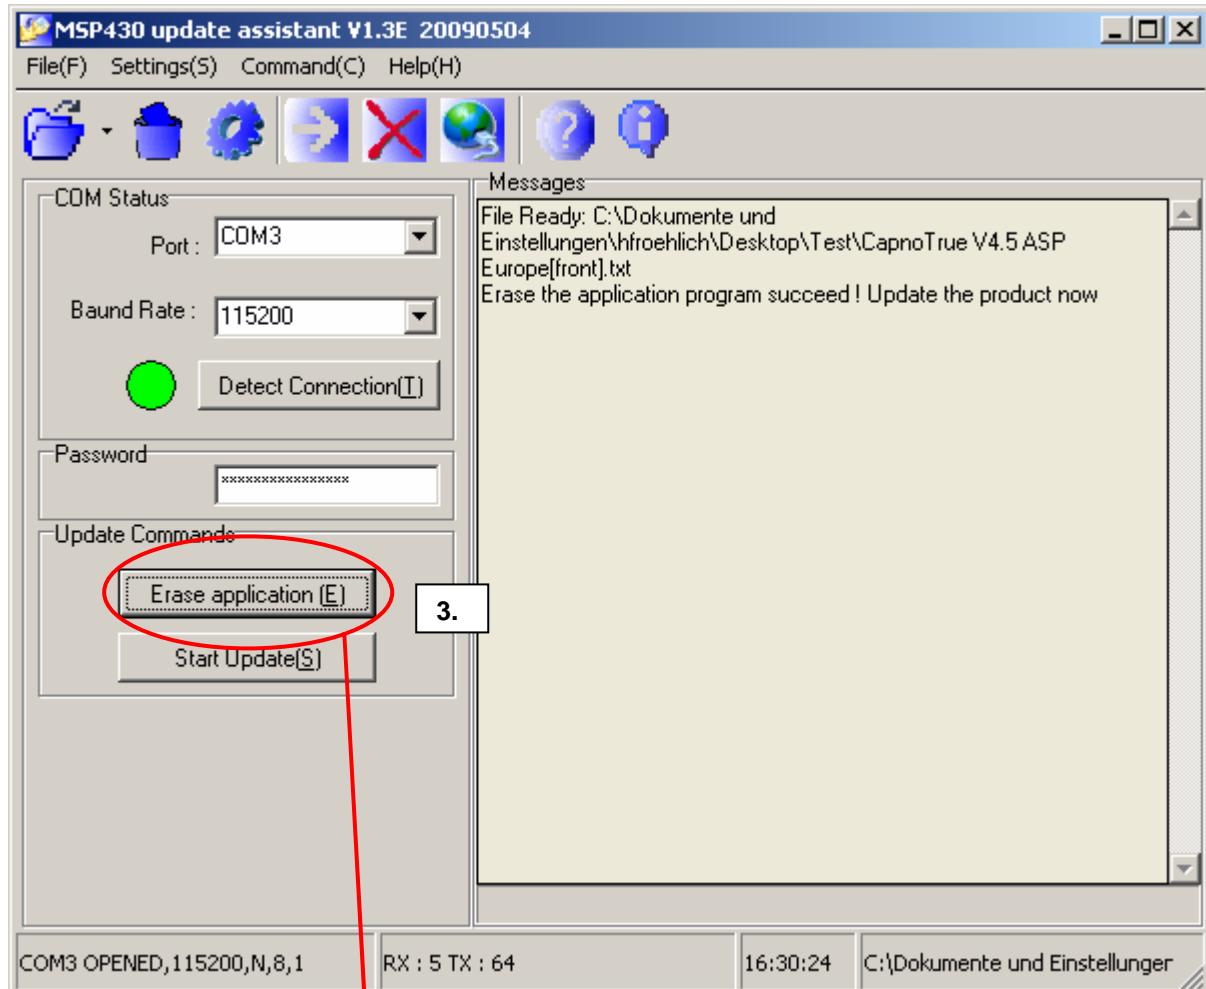 MSP430 update assistant V1.3E 20090504
File(F) Settings(S) Command(C) Help(H)
COM Status
Port :
COM3
Baund Rate :
115200
Detect Connection(T)
Password
****************
Update Commands
Erase application (E)
3.
Start Update(S)
Messages
File Ready: C:\Dokumente und
Einstellungen\hfroehlich\Desktop\Test\CapnoTrue V4.5 ASP
Europe[front].txt
Erase the application program succeed ! Update the product now
COM3 OPENED,115200,N,8,1
RX : 5 TX : 64
16:30:24
C:\Dokumente und Einstellunger